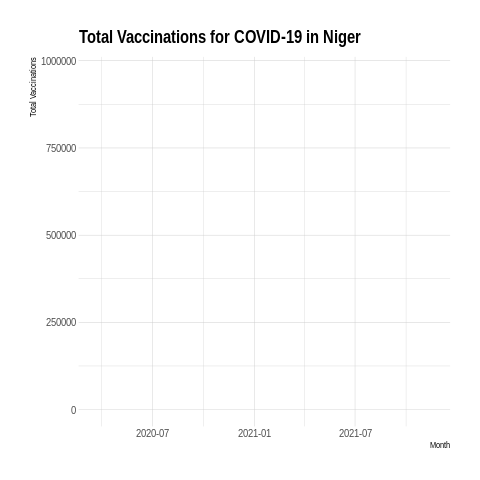 Total Vaccinations for COVID-19 in Niger
Total Vaccinations
1000000
750000
500000
250000
0
2020-07 2021-01 2021-07
Month